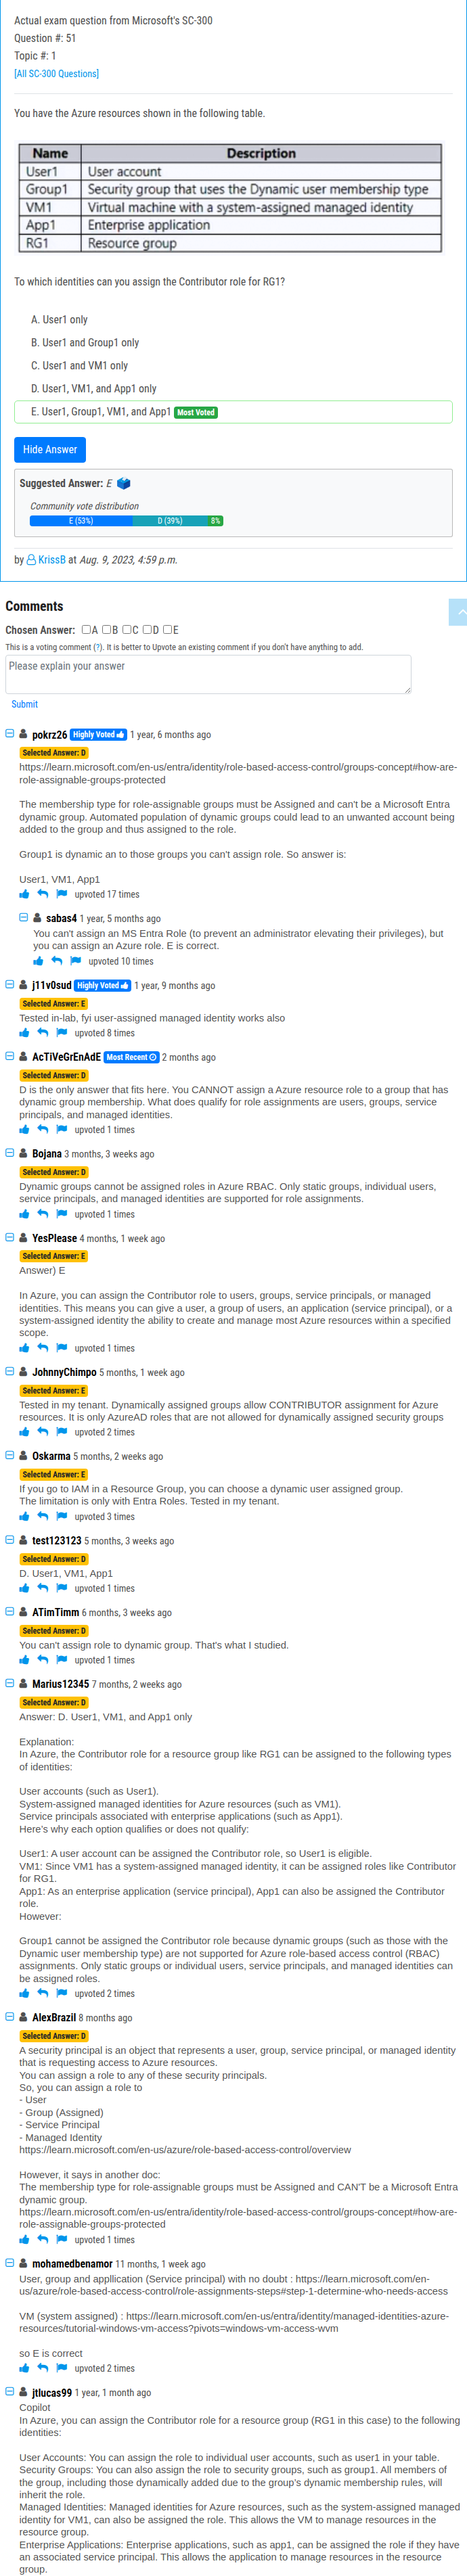 Actual exam question from Microsoft's SC-300
Question #: 51
Topic #: 1
[All SC-300 Questions]
You have the Azure resources shown in the following table.
Name Description
User1 User account
Group1 Security group that uses the Dynamic user membership type
VM1 Virtual machine with a system-assigned managed identity
App1 Enterprise application
RG1 Resource group
To which identities can you assign the Contributor role for RG1?
A. User1 only
B. User1 and Group1 only
C. User1 and VM1 only
D. User1, VM1, and App1 only
E. User1, Group1, VM1, and App1 Most Voted
Hide Answer
Suggested Answer: E
Community vote distribution
E (53%) D (39%) 8%
by KrissB at Aug. 9, 2023, 4:59 p.m.
Comments
Chosen Answer: A B C D E
This is a voting comment (?). It is better to Upvote an existing comment if you don't have anything to add.
Please explain your answer
Submit
pokrz26 Highly Voted 1 year, 6 months ago
Selected Answer: D
https://learn.microsoft.com/en-us/entra/identity/role-based-access-control/groups-concept#how-are-
role-assignable-groups-protected
The membership type for role-assignable groups must be Assigned and can't be a Microsoft Entra
dynamic group. Automated population of dynamic groups could lead to an unwanted account being
added to the group and thus assigned to the role.
Group1 is dynamic an to those groups you can't assign role. So answer is:
User1, VM1, App1
upvoted 17 times
sabas4 1 year, 5 months ago
You can't assign an MS Entra Role (to prevent an administrator elevating their privileges), but
you can assign an Azure role. E is correct.
upvoted 10 times
j11v0sud Highly Voted 1 year, 9 months ago
Selected Answer: E
Tested in-lab, fyi user-assigned managed identity works also
upvoted 8 times
AcTiVeGrEnAdE Most Recent 2 months ago
Selected Answer: D
D is the only answer that fits here. You CANNOT assign a Azure resource role to a group that has
dynamic group membership. What does qualify for role assignments are users, groups, service
principals, and managed identities.
upvoted 1 times
Bojana 3 months, 3 weeks ago
Selected Answer: D
Dynamic groups cannot be assigned roles in Azure RBAC. Only static groups, individual users,
service principals, and managed identities are supported for role assignments.
upvoted 1 times
YesPlease 4 months, 1 week ago
Selected Answer: E
Answer) E
In Azure, you can assign the Contributor role to users, groups, service principals, or managed
identities. This means you can give a user, a group of users, an application (service principal), or a
system-assigned identity the ability to create and manage most Azure resources within a specified
scope.
upvoted 1 times
JohnnyChimpo 5 months, 1 week ago
Selected Answer: E
Tested in my tenant. Dynamically assigned groups allow CONTRIBUTOR assignment for Azure
resources. It is only AzureAD roles that are not allowed for dynamically assigned security groups
upvoted 2 times
Oskarma 5 months, 2 weeks ago
Selected Answer: E
If you go to IAM in a Resource Group, you can choose a dynamic user assigned group.
The limitation is only with Entra Roles. Tested in my tenant.
upvoted 3 times
test123123 5 months, 3 weeks ago
Selected Answer: D
D. User1, VM1, App1
upvoted 1 times
ATimTimm 6 months, 3 weeks ago
Selected Answer: D
You can't assign role to dynamic group. That's what I studied.
upvoted 1 times
Marius12345 7 months, 2 weeks ago
Selected Answer: D
Answer: D. User1, VM1, and App1 only
Explanation:
In Azure, the Contributor role for a resource group like RG1 can be assigned to the following types
of identities:
User accounts (such as User1).
System-assigned managed identities for Azure resources (such as VM1).
Service principals associated with enterprise applications (such as App1).
Here's why each option qualifies or does not qualify:
User1: A user account can be assigned the Contributor role, so User1 is eligible.
VM1: Since VM1 has a system-assigned managed identity, it can be assigned roles like Contributor
for RG1.
App1: As an enterprise application (service principal), App1 can also be assigned the Contributor
role.
However:
Group1 cannot be assigned the Contributor role because dynamic groups (such as those with the
Dynamic user membership type) are not supported for Azure role-based access control (RBAC)
assignments. Only static groups or individual users, service principals, and managed identities can
be assigned roles.
upvoted 2 times
AlexBrazil 8 months ago
Selected Answer: D
A security principal is an object that represents a user, group, service principal, or managed identity
that is requesting access to Azure resources.
You can assign a role to any of these security principals.
So, you can assign a role to
- User
- Group (Assigned)
- Service Principal
- Managed Identity
https://learn.microsoft.com/en-us/azure/role-based-access-control/overview
However, it says in another doc:
The membership type for role-assignable groups must be Assigned and CAN'T be a Microsoft Entra
dynamic group.
https://learn.microsoft.com/en-us/entra/identity/role-based-access-control/groups-concept#how-are-
role-assignable-groups-protected
upvoted 1 times
mohamedbenamor 11 months, 1 week ago
User, group and appllication (Service principal) with no doubt : https://learn.microsoft.com/en-
us/azure/role-based-access-control/role-assignments-steps#step-1-determine-who-needs-access
VM (system assigned) : https://learn.microsoft.com/en-us/entra/identity/managed-identities-azure-
resources/tutorial-windows-vm-access?pivots=windows-vm-access-wvm
so E is correct
upvoted 2 times
jtlucas99 1 year, 1 month ago
Copilot
In Azure, you can assign the Contributor role for a resource group (RG1 in this case) to the following
identities:
User Accounts: You can assign the role to individual user accounts, such as user1 in your table.
Security Groups: You can also assign the role to security groups, such as group1. All members of
the group, including those dynamically added due to the group's dynamic membership rules, will
inherit the role.
Managed Identities: Managed identities for Azure resources, such as the system-assigned managed
identity for VM1, can also be assigned the role. This allows the VM to manage resources in the
resource group.
Enterprise Applications: Enterprise applications, such as app1, can be assigned the role if they have
an associated service principal. This allows the application to manage resources in the resource
group.